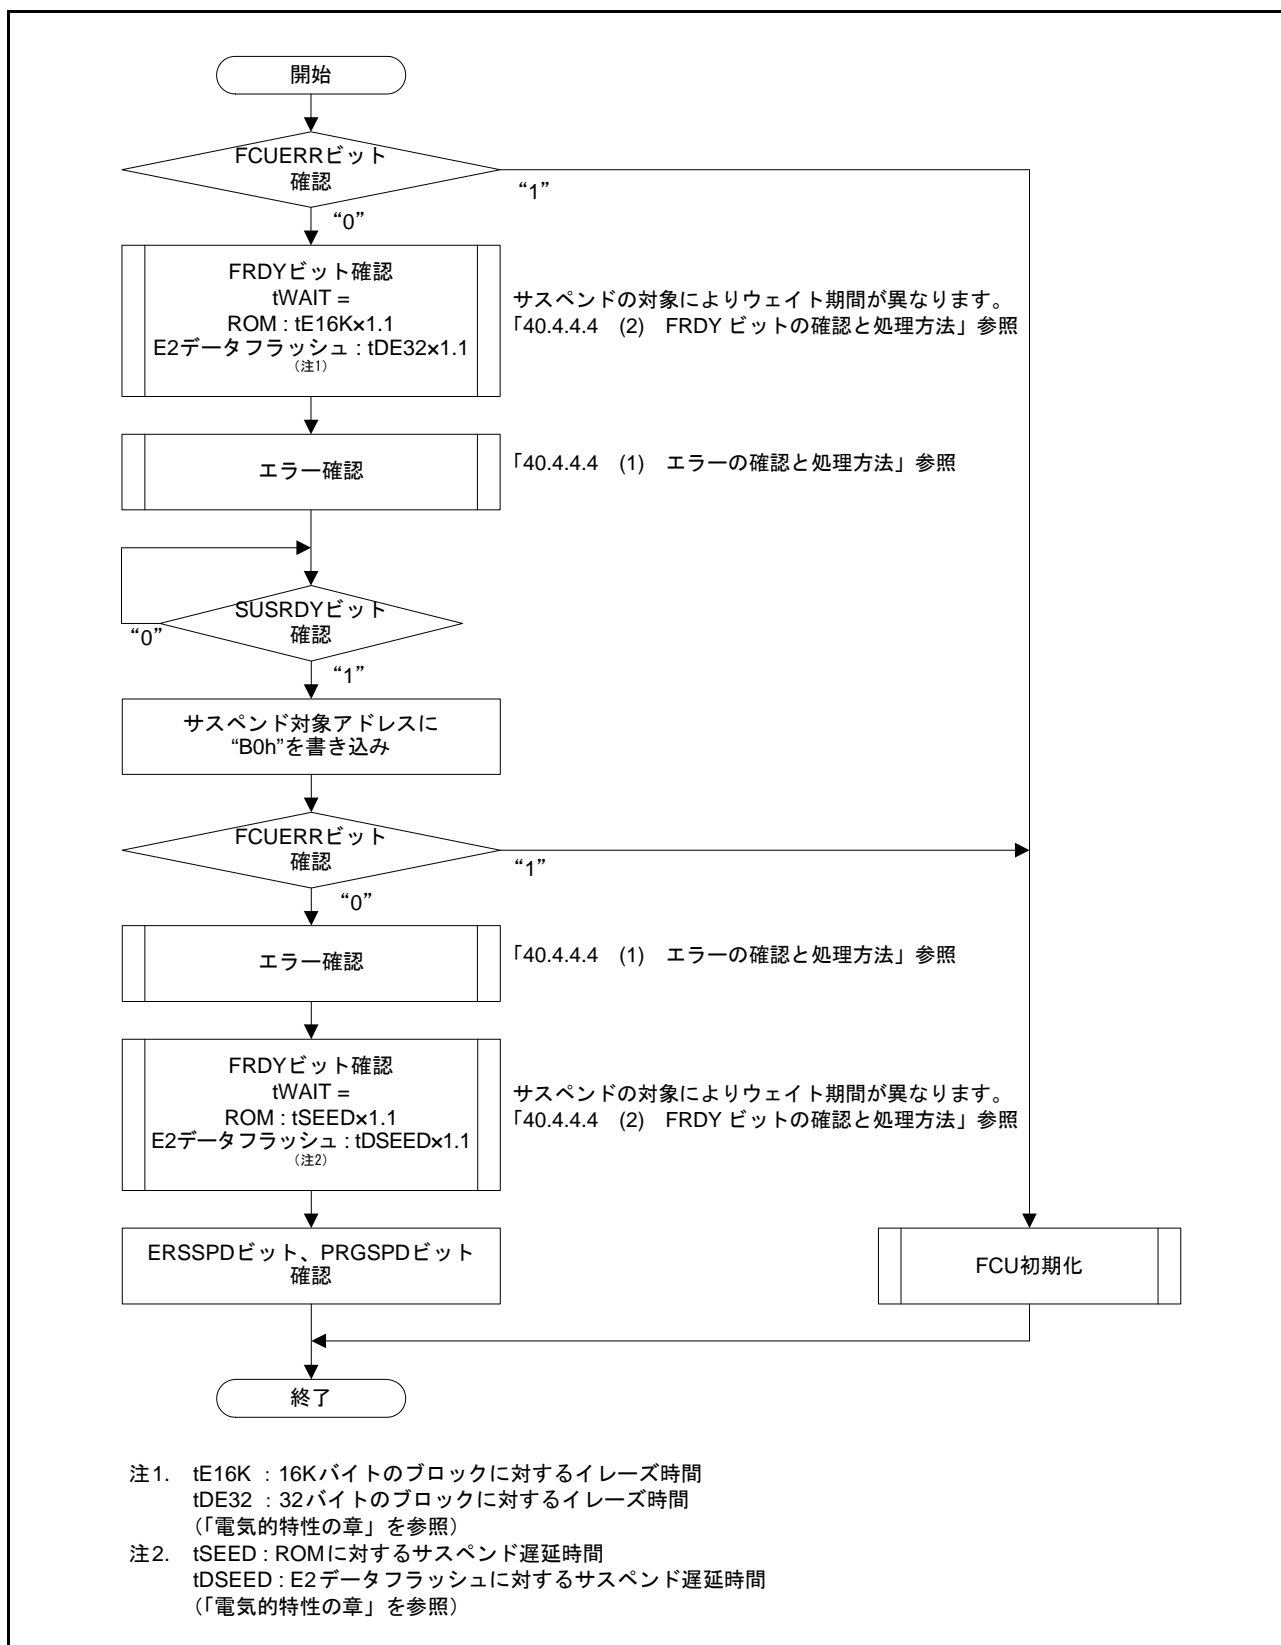 開始
FCUERRビット
確認
“1”
“0”
FRDYビット確認
tWAIT =
ROM : tE16K×1.1
E2データフラッシュ : tDE32×1.1
（注1）
サスペンドの対象によりウェイト期間が異なります。
「40.4.4.4　(2)　FRDY ビットの確認と処理方法」参照
エラー確認
「40.4.4.4　(1)　エラーの確認と処理方法」参照
SUSRDYビット
確認
“0”
“1”
サスペンド対象アドレスに
“B0h”を書き込み
FCUERRビット
確認
“1”
“0”
エラー確認
「40.4.4.4　(1)　エラーの確認と処理方法」参照
FRDYビット確認
tWAIT =
ROM : tSEED×1.1
E2データフラッシュ : tDSEED×1.1
（注2）
サスペンドの対象によりウェイト期間が異なります。
「40.4.4.4　(2)　FRDY ビットの確認と処理方法」参照
ERSSPDビット、PRGSPDビット
確認
FCU初期化
終了
注1.　tE16K ：16Kバイトのブロックに対するイレーズ時間
tDE32 ：32バイトのブロックに対するイレーズ時間
（「電気的特性の章」を参照）
注2.　tSEED : ROMに対するサスペンド遅延時間
tDSEED : E2データフラッシュに対するサスペンド遅延時間
（「電気的特性の章」を参照）